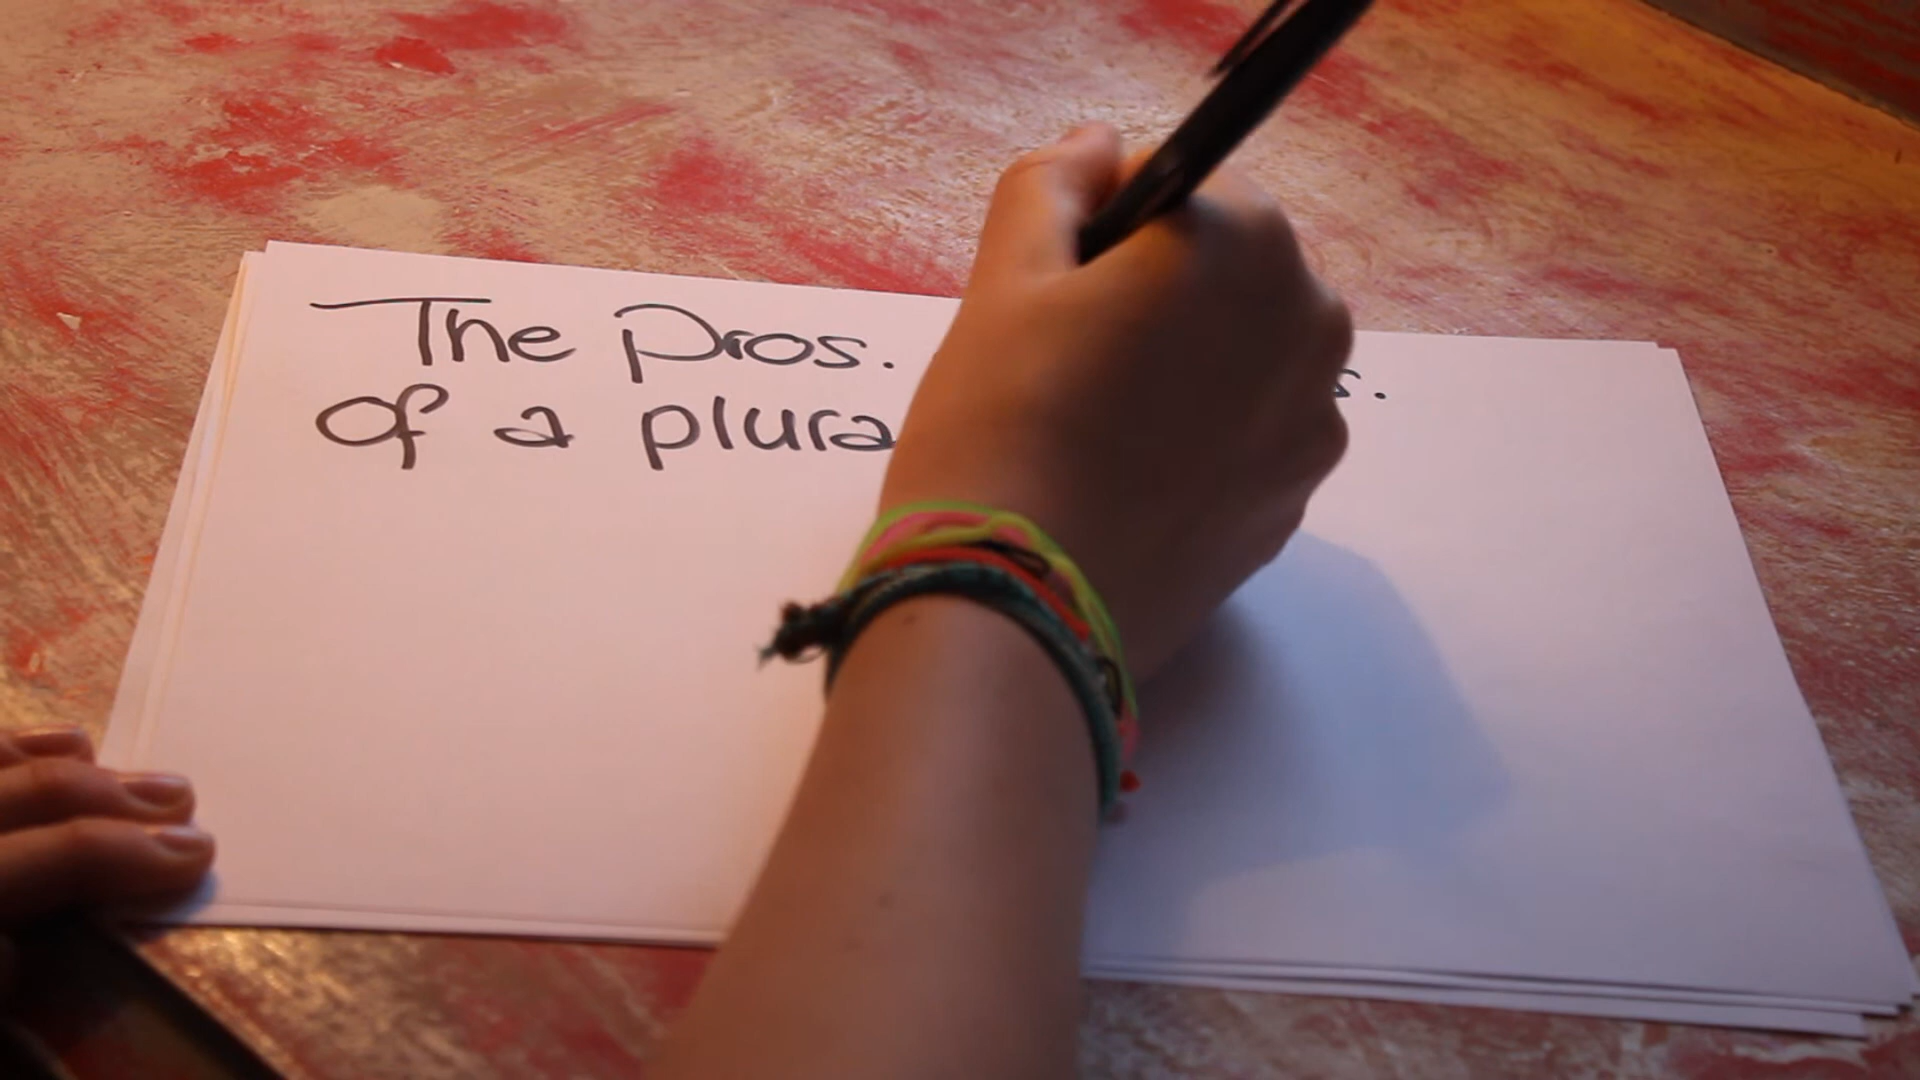 The Pros.
of a plura